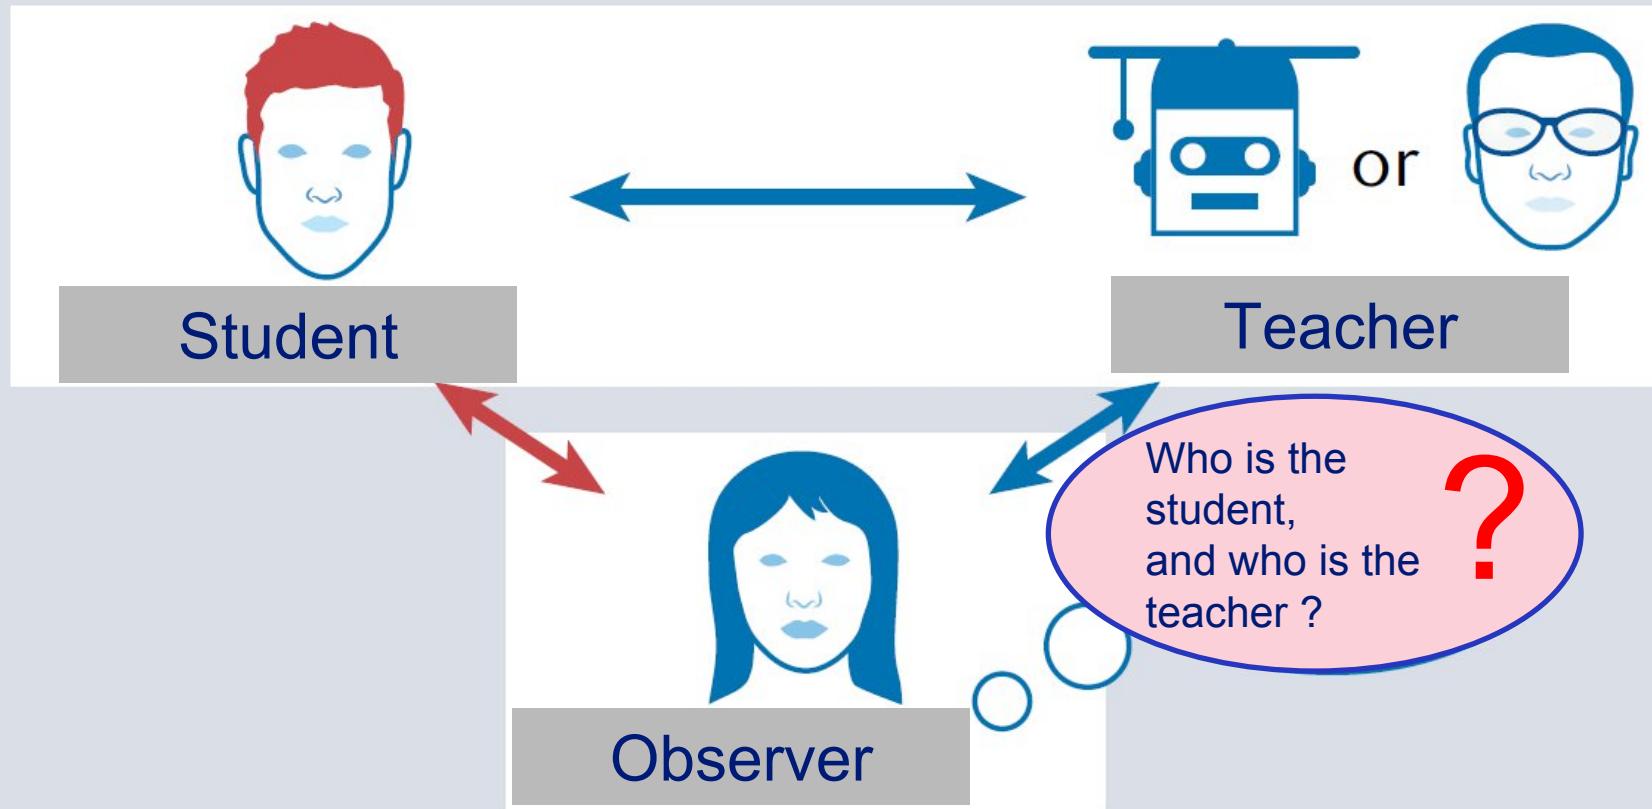 or
Student
Teacher
Who is the
student,
and who is the
teacher ?
?
Observer